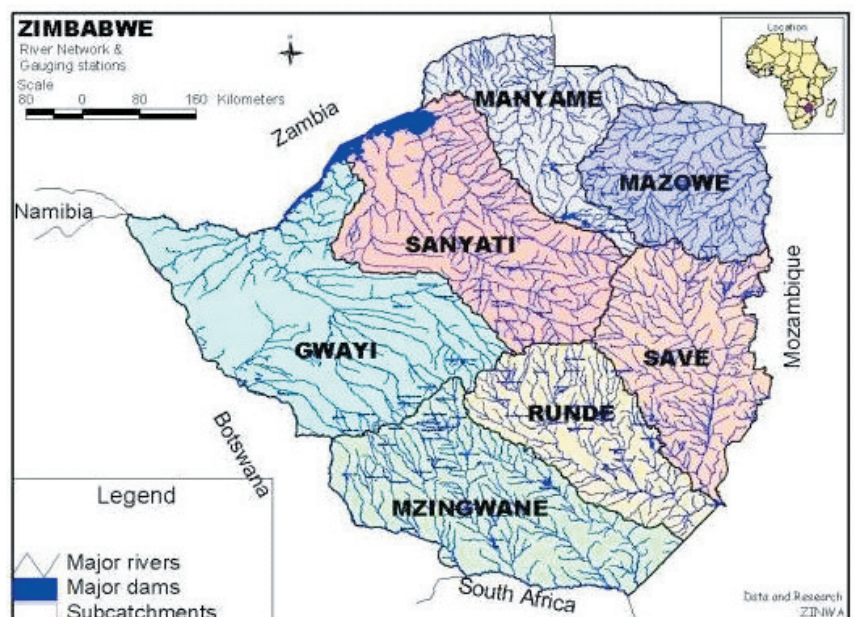 ZIMBABWE
River Network &
Gauging stations
Scale
80 0 80 160 Kilometers
Location
Zambia
Namibia
Botswana
South Africa
Mozambique
MANYAME
MAZOWE
SANYATI
GWAYI
SAVE
RUNDE
MZINGWANE
Legend
Major rivers
Major dams
Subcatchments
Data and Research
ZINWA